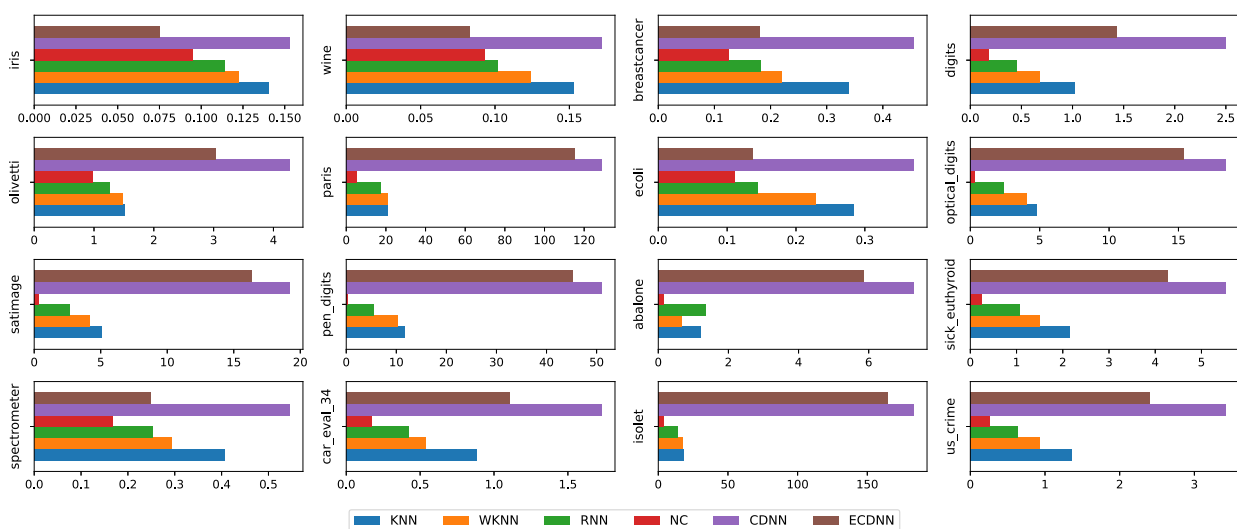 iris
0.000 0.025 0.050 0.075 0.100 0.125 0.150
wine
0.00 0.05 0.10 0.15
breastcancer
0.0 0.1 0.2 0.3 0.4
digits
0.0 0.5 1.0 1.5 2.0 2.5
olivetti
0 1 2 3 4
paris
0 20 40 60 80 100 120
ecoli
0.0 0.1 0.2 0.3
optical_digits
0 5 10 15
satimage
0 5 10 15 20
pen_digits
0 10 20 30 40 50
abalone
0 2 4 6
sick_euthyroid
0 1 2 3 4 5
spectrometer
0.0 0.1 0.2 0.3 0.4 0.5
car_eval_34
0.0 0.5 1.0 1.5
isolet
0 50 100 150
us_crime
0 1 2 3
KNN WKNN RNN NC CDNN ECDNN